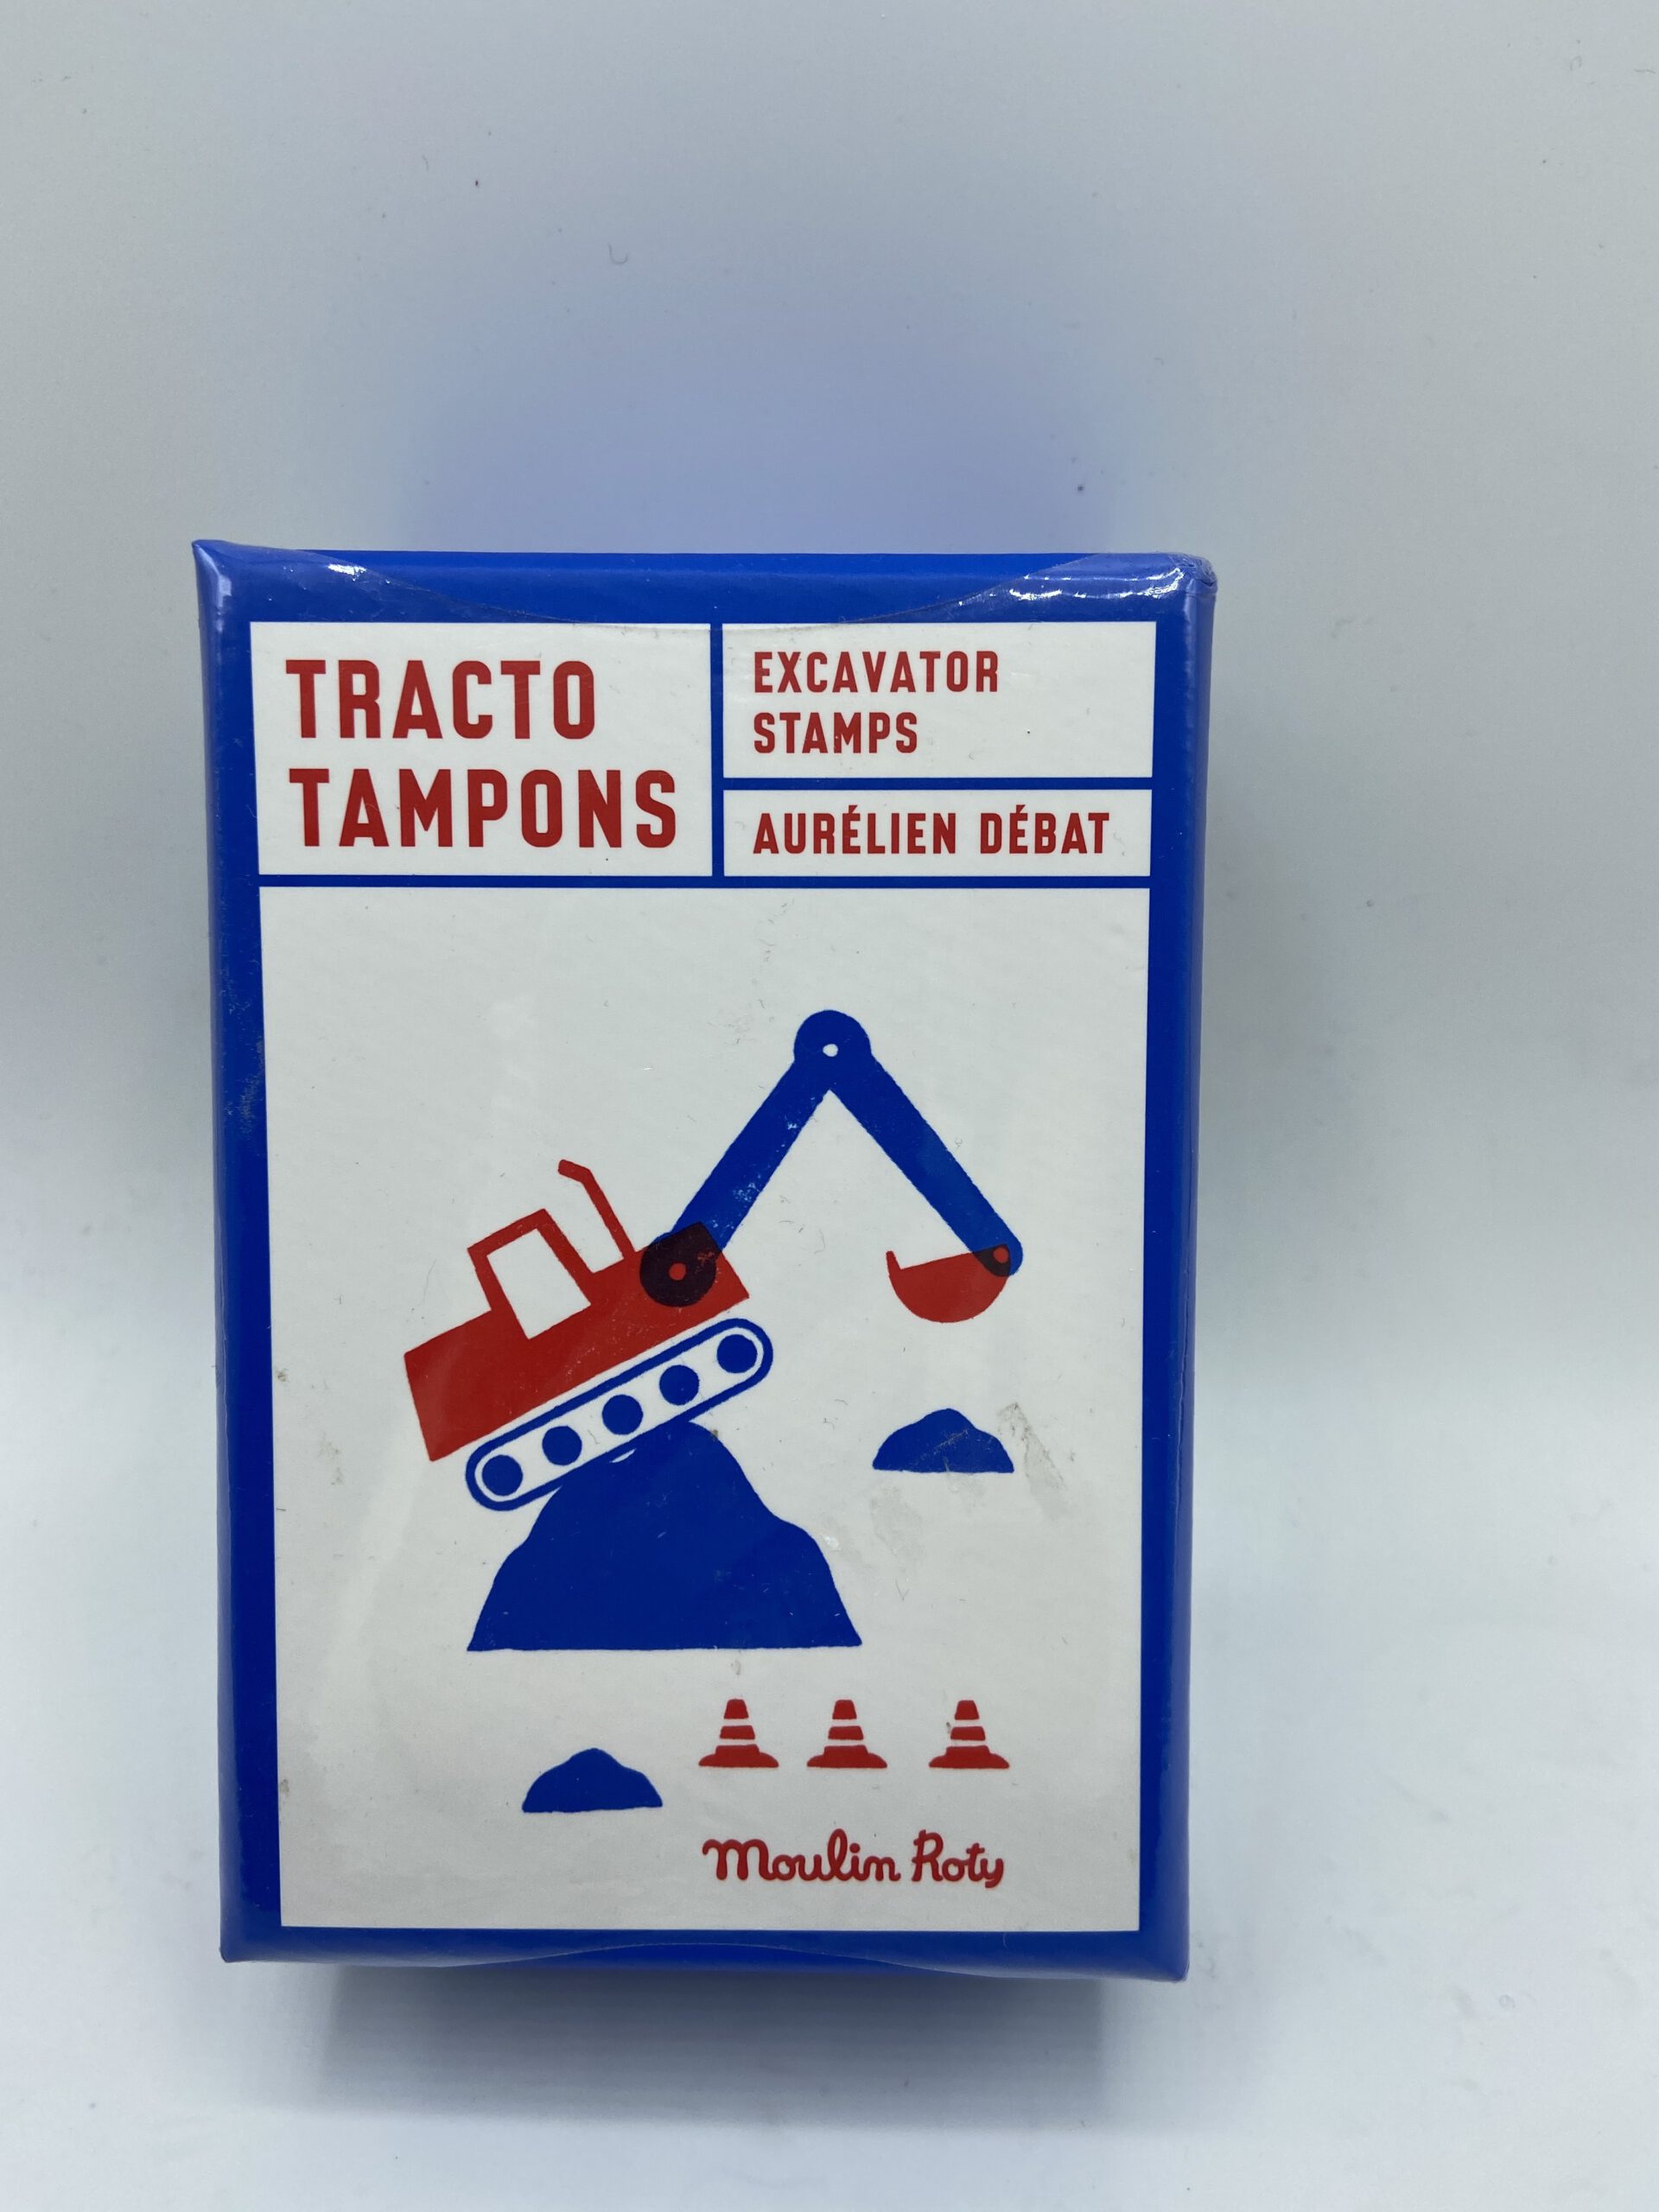 TRACTO
TAMPONS
EXCAVATOR
STAMPS
AURÉLIEN DÉBAT
Moulin Roty